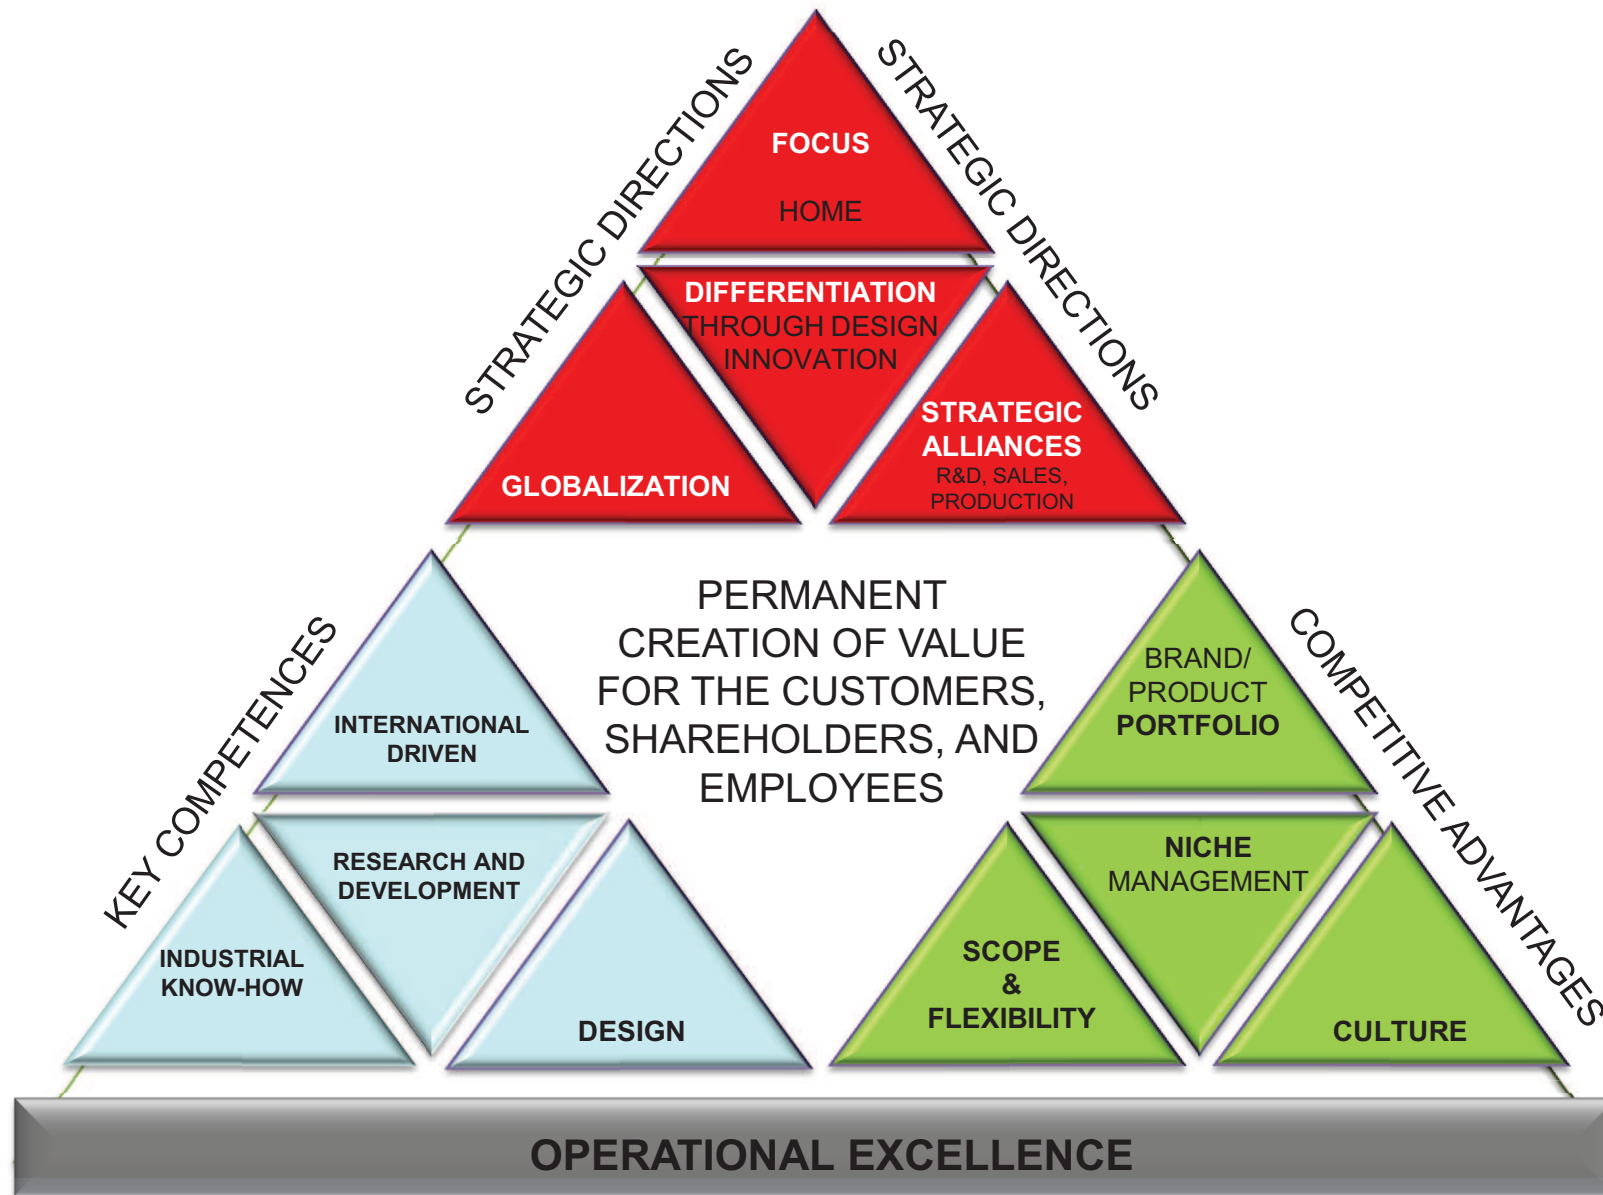 STRATEGIC DIRECTIONS
STRATEGIC DIRECTIONS
FOCUS
HOME
DIFFERENTIATION
THROUGH DESIGN
INNOVATION
GLOBALIZATION
STRATEGIC
ALLIANCES
R&D, SALES,
PRODUCTION
PERMANENT
CREATION OF VALUE
FOR THE CUSTOMERS,
SHAREHOLDERS, AND
EMPLOYEES
KEY COMPETENCES
INTERNATIONAL
DRIVEN
RESEARCH AND
DEVELOPMENT
INDUSTRIAL
KNOW-HOW
DESIGN
COMPETITIVE ADVANTAGES
BRAND/
PRODUCT
PORTFOLIO
NICHE
MANAGEMENT
SCOPE
&
FLEXIBILITY
CULTURE
OPERATIONAL EXCELLENCE